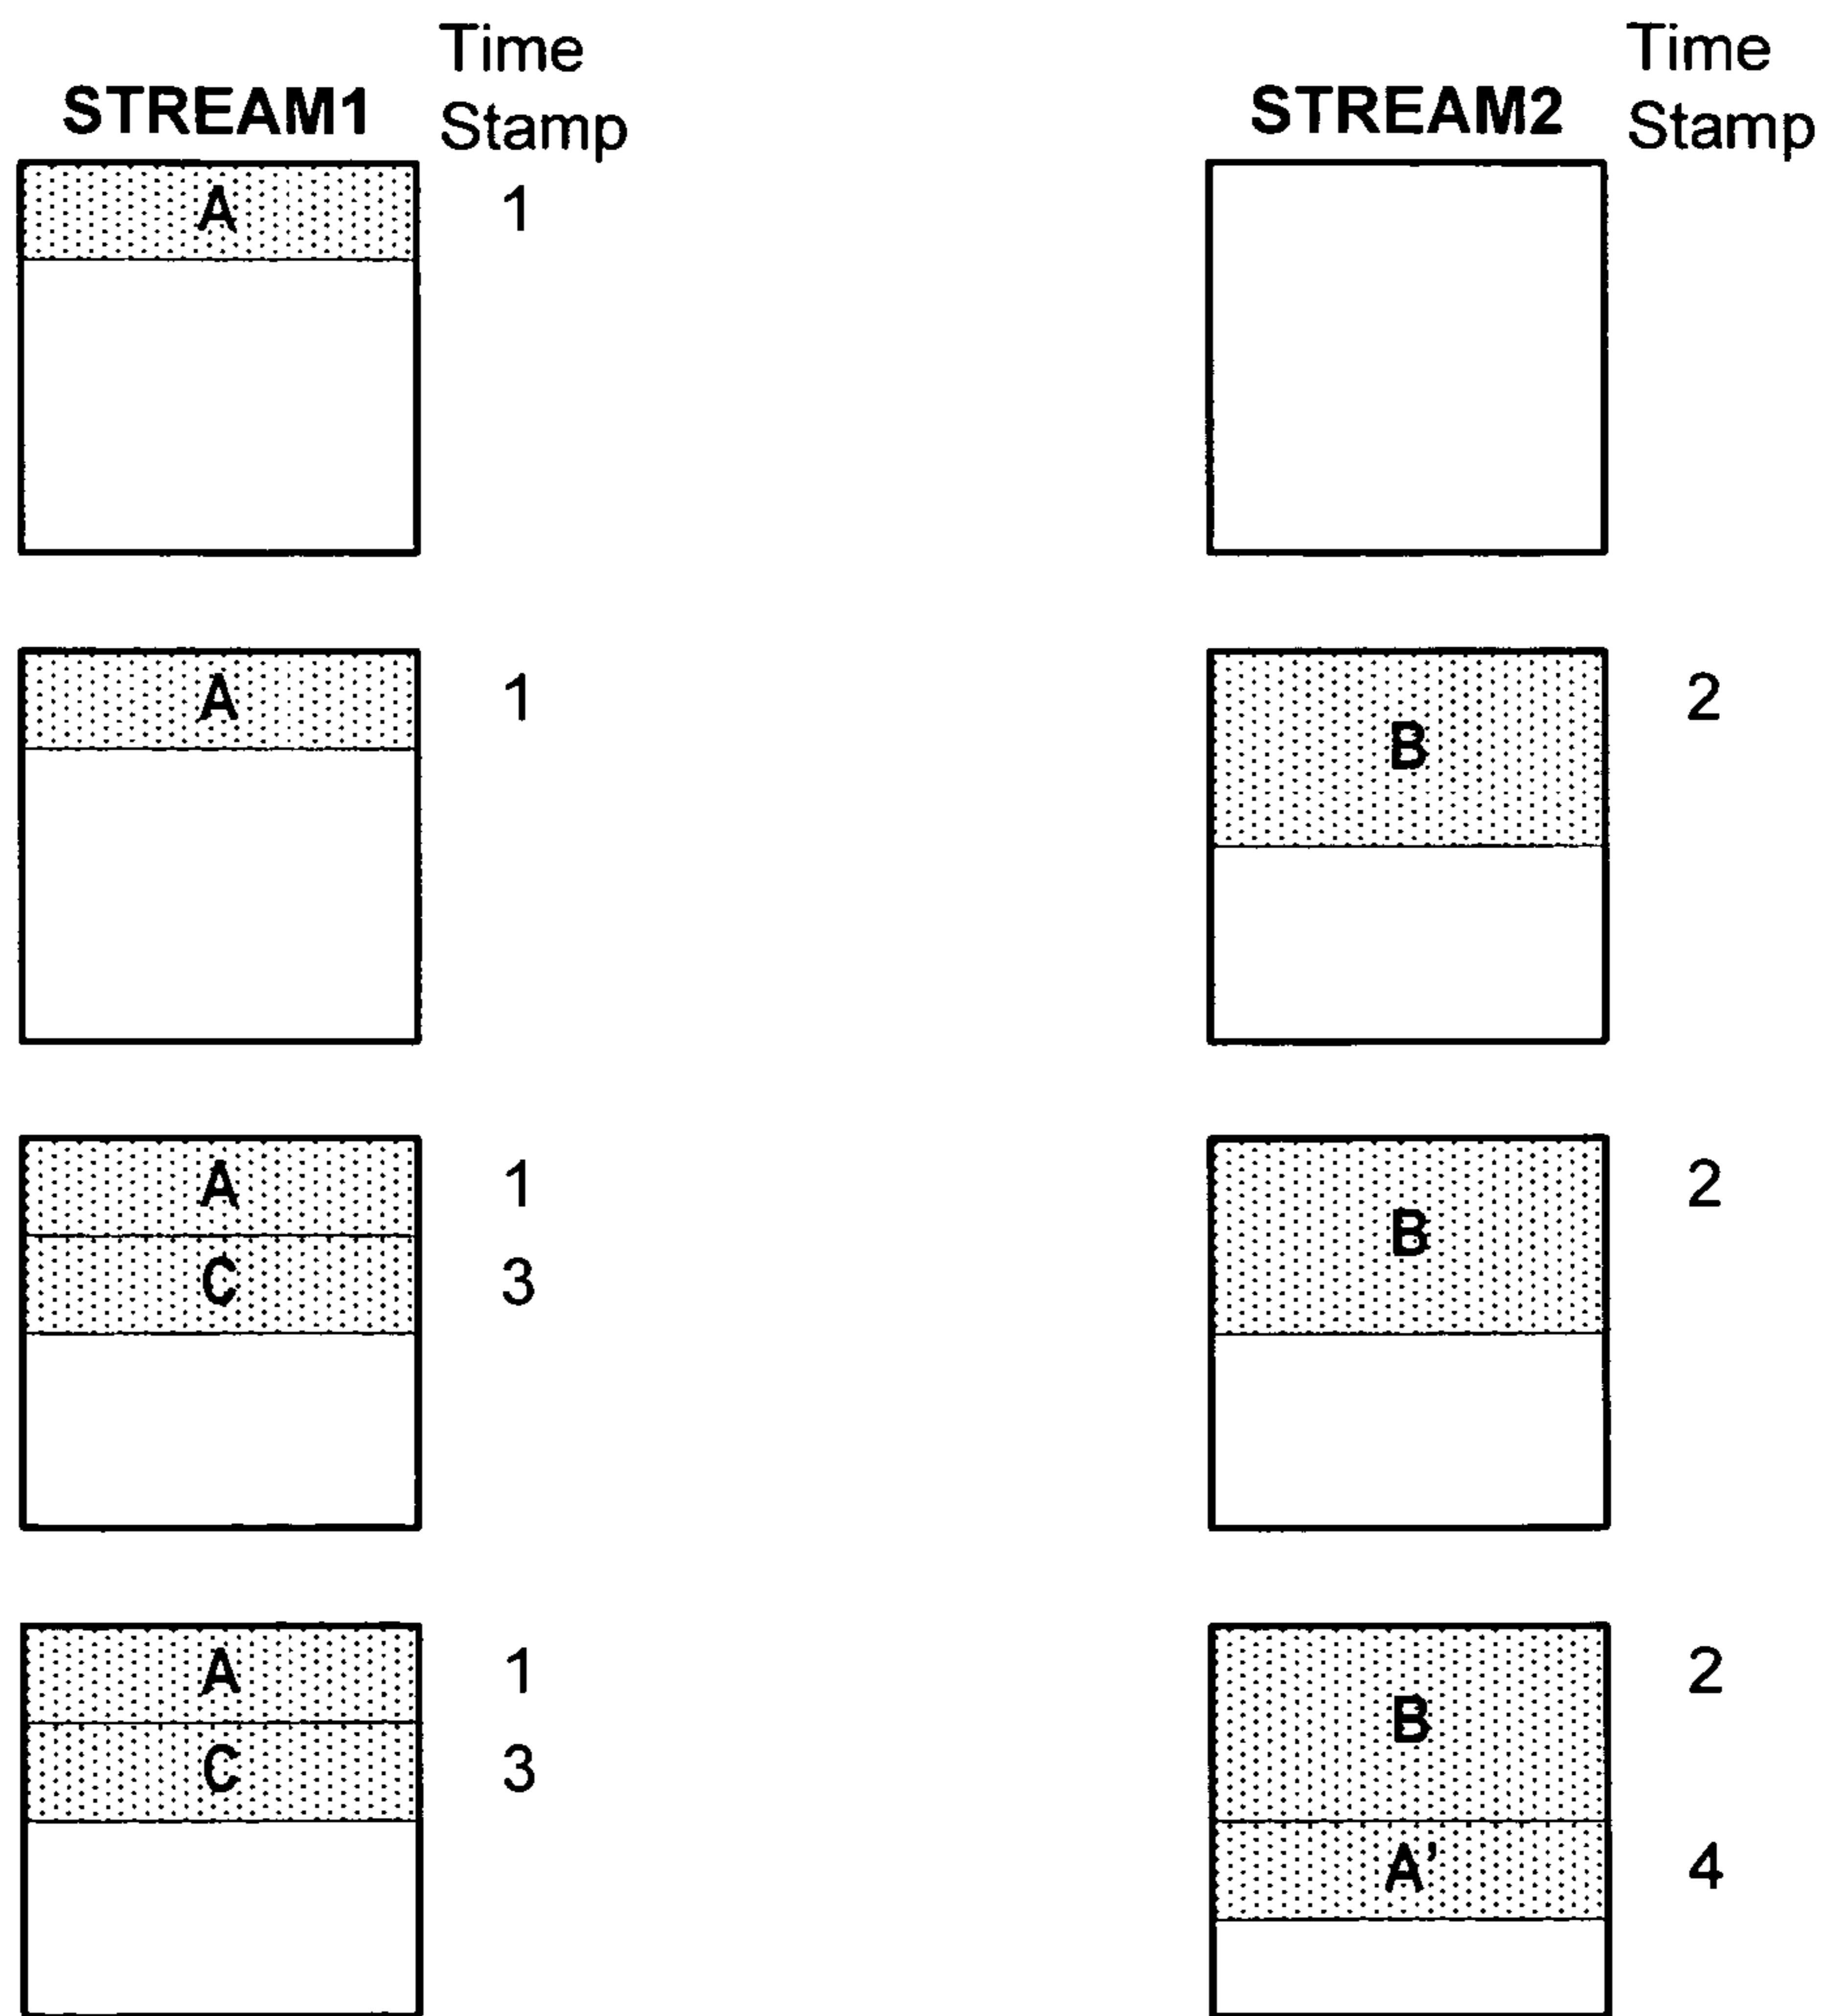 STREAM1 Time Stamp
STREAM2 Time Stamp
A 1
A 1
B 2
A 1
C 3
B 2
A 1
C 3
B 2
A' 4